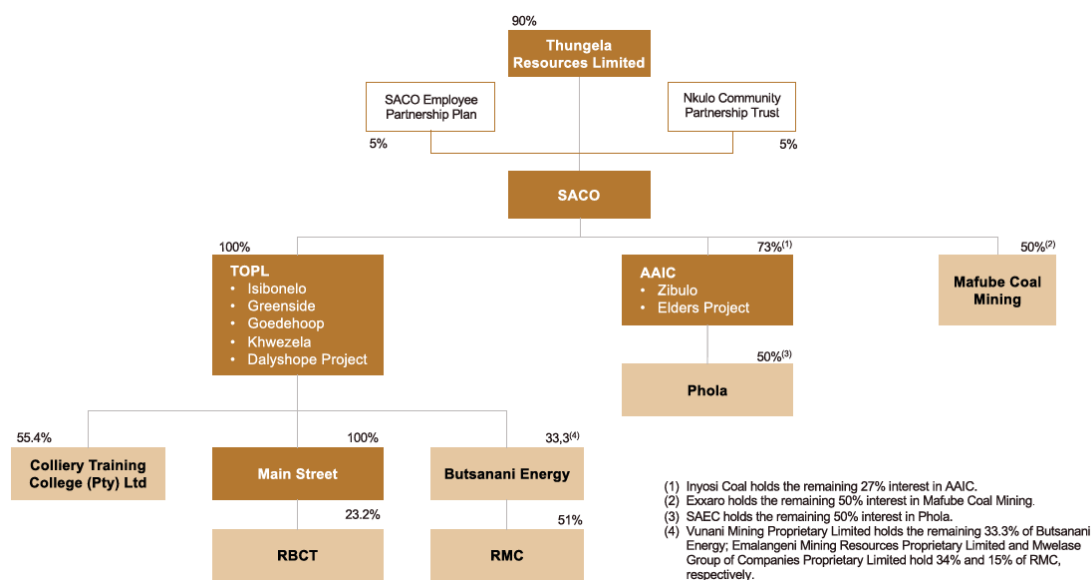 90%
Thungela
Resources Limited
SACO Employee
Partnership Plan
Nkulo Community
Partnership Trust
5%
5%
SACO
100%
TOPL
• Isibonelo
• Greenside
• Goedehoop
• Khwezela
• Dalyshope Project
73%(1)
AAIC
• Zibulo
• Elders Project
50%(2)
Mafube Coal
Mining
50%(3)
Phola
55.4%
Colliery Training
College (Pty) Ltd
100%
Main Street
33,3(4)
Butsanani Energy
23.2%
RBCT
51%
RMC
(1) Inyosi Coal holds the remaining 27% interest in AAIC.
(2) Exxaro holds the remaining 50% interest in Mafube Coal Mining.
(3) SAEC holds the remaining 50% interest in Phola.
(4) Vunani Mining Proprietary Limited holds the remaining 33.3% of Butsanani
Energy; Emalangeni Mining Resources Proprietary Limited and Mwelase
Group of Companies Proprietary Limited hold 34% and 15% of RMC,
respectively.